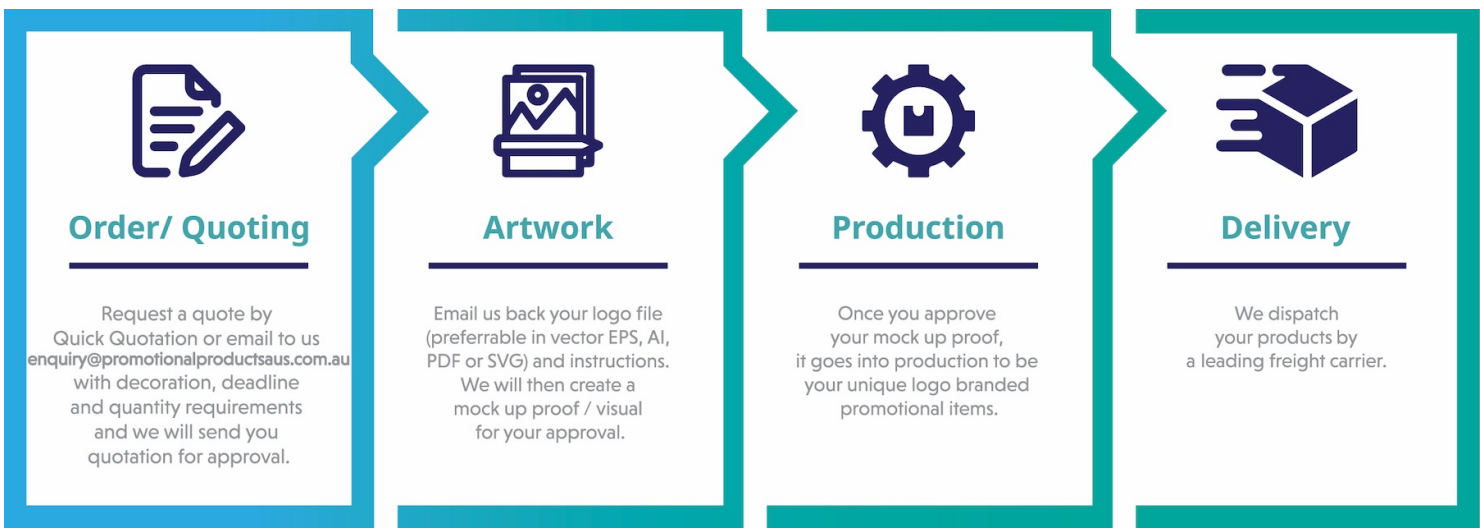 Order/ Quoting
Request a quote by
Quick Quotation or email to us
enquiry@promotionalproductsaus.com.au
with decoration, deadline
and quantity requirements
and we will send you
quotation for approval.
Artwork
Email us back your logo file
(preferrable in vector EPS, AI,
PDF or SVG) and instructions.
We will then create a
mock up proof / visual
for your approval.
Production
Once you approve
your mock up proof,
it goes into production to be
your unique logo branded
promotional items.
Delivery
We dispatch
your products by
a leading freight carrier.